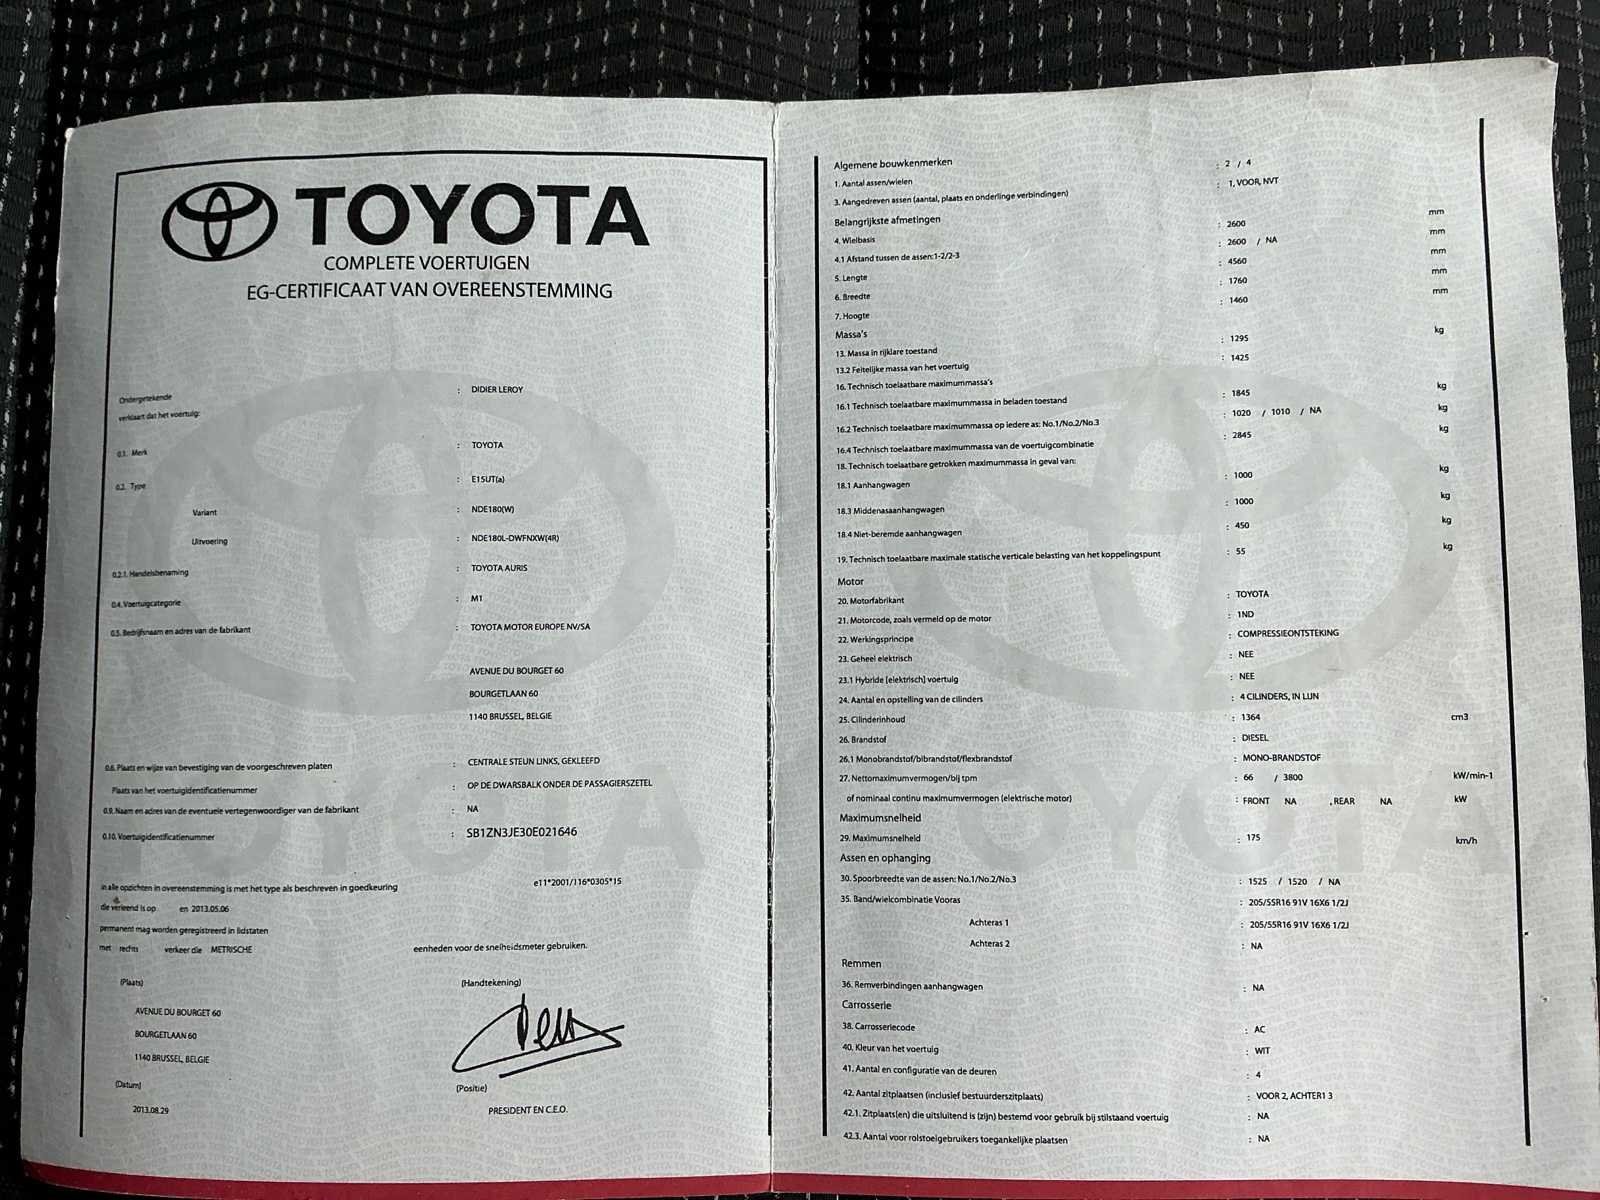 TOYOTA
COMPLETE VOERTUIGEN
EG-CERTIFICAAT VAN OVEREENSTEMMING
Ondergetekende : DIDIER LEROY
verklaart dat het voertuig:
0.1. Merk : TOYOTA
0.2. Type : E15UT(a)
Variant : NDE180(W)
Uitvoering : NDE180L-DWFNXW(4R)
0.2.1. Handelsbenaming : TOYOTA AURIS
0.4. Voertuigcategorie : M1
0.5. Bedrijfsnaam en adres van de fabrikant : TOYOTA MOTOR EUROPE NV/SA
AVENUE DU BOURGET 60
BOURGETLAAN 60
1140 BRUSSEL, BELGIE
0.6. Plaats en wijze van bevestiging van de voorgeschreven platen : CENTRALE STEUN LINKS, GEKLEEFD
Plaats van het voertuigidentificatienummer : OP DE DWARSBALK ONDER DE PASSAGIERSZETEL
0.9. Naam en adres van de eventuele vertegenwoordiger van de fabrikant : NA
0.10. Voertuigidentificatienummer : SB1ZN3JE30E021646
in alle opzichten in overeenstemming is met het type als beschreven in goedkeuring e11*2001/116*0305*15
die verleend is op en 2013.05.06
permanent mag worden geregistreerd in lidstaten
met rechts verkeer die METRISCHE eenheden voor de snelheidsmeter gebruiken.
(Plaats) (Handtekening)
AVENUE DU BOURGET 60
BOURGETLAAN 60
1140 BRUSSEL, BELGIE
(Datum) (Positie)
2013.08.29 PRESIDENT EN C.E.O.
Algemene bouwkenmerken
1. Aantal assen/wielen : 2 / 4
3. Aangedreven assen (aantal, plaats en onderlinge verbindingen) : 1, VOOR, NVT
Belangrijkste afmetingen
4. Wielbasis : 2600 mm
4.1 Afstand tussen de assen:1-2/2-3 : 2600 / NA mm
5. Lengte : 4560 mm
6. Breedte : 1760 mm
7. Hoogte : 1460 mm
Massa's
13. Massa in rijklare toestand : 1295 kg
13.2 Feitelijke massa van het voertuig : 1425
16. Technisch toelaatbare maximummassa's
16.1 Technisch toelaatbare maximummassa in beladen toestand : 1845 kg
16.2 Technisch toelaatbare maximummassa op iedere as: No.1/No.2/No.3 : 1020 / 1010 / NA kg
16.4 Technisch toelaatbare maximummassa van de voertuigcombinatie : 2845 kg
18. Technisch toelaatbare getrokken maximummassa in geval van:
18.1 Aanhangwagen : 1000 kg
18.3 Middenasaanhangwagen : 1000 kg
18.4 Niet-beremde aanhangwagen : 450 kg
19. Technisch toelaatbare maximale statische verticale belasting van het koppelingspunt : 55 kg
Motor
20. Motorfabrikant : TOYOTA
21. Motorcode, zoals vermeld op de motor : 1ND
22. Werkingsprincipe : COMPRESSIEONTSTEKING
23. Geheel elektrisch : NEE
23.1 Hybride [elektrisch] voertuig : NEE
24. Aantal en opstelling van de cilinders : 4 CILINDERS, IN LIJN
25. Cilinderinhoud : 1364 cm3
26. Brandstof : DIESEL
26.1 Monobrandstof/bibrandstof/flexbrandstof : MONO-BRANDSTOF
27. Nettomaximumvermogen/bij tpm : 66 / 3800 kW/min-1
of nominaal continu maximumvermogen (elektrische motor) : FRONT NA , REAR NA kW
Maximumsnelheid
29. Maximumsnelheid : 175 km/h
Assen en ophanging
30. Spoorbreedte van de assen: No.1/No.2/No.3 : 1525 / 1520 / NA
35. Band/wielcombinatie Vooras : 205/55R16 91V 16X6 1/2J
Achteras 1 : 205/55R16 91V 16X6 1/2J
Achteras 2 : NA
Remmen
36. Remverbindingen aanhangwagen : NA
Carrosserie
38. Carrosseriecode : AC
40. Kleur van het voertuig : WIT
41. Aantal en configuratie van de deuren : 4
42. Aantal zitplaatsen (inclusief bestuurderszitplaats) : VOOR 2, ACHTER1 3
42.1. Zitplaats(en) die uitsluitend is (zijn) bestemd voor gebruik bij stilstaand voertuig : NA
42.3. Aantal voor rolstoelgebruikers toegankelijke plaatsen : NA